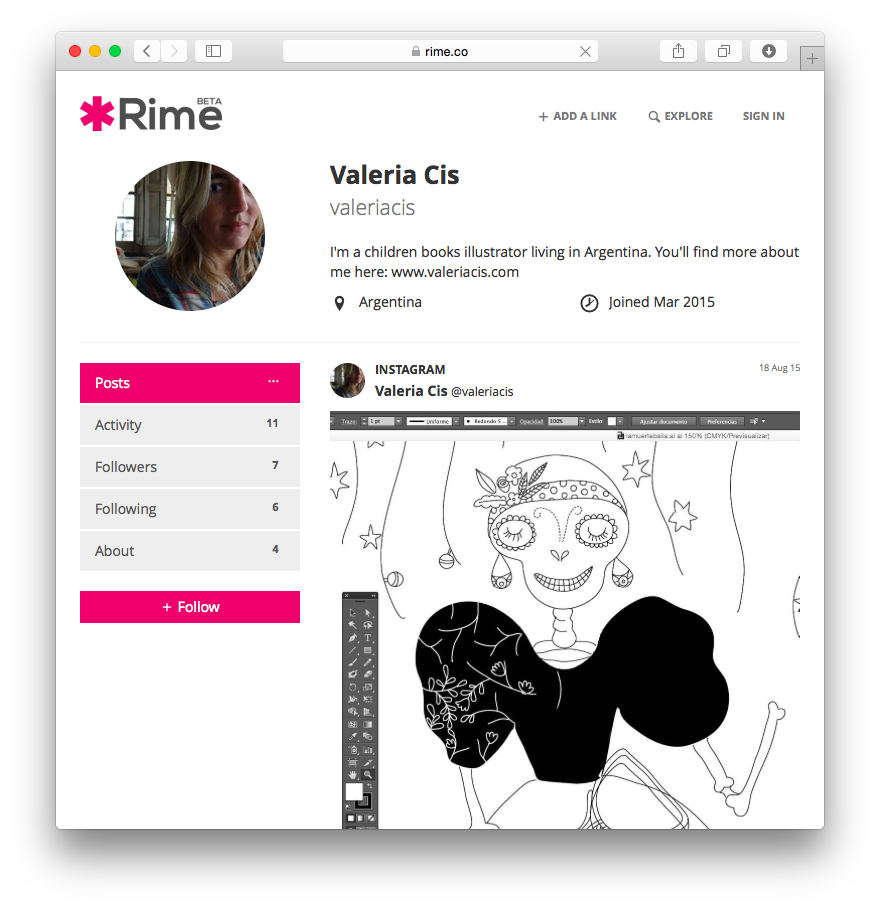 rime.co
Rime BETA
+ ADD A LINK EXPLORE SIGN IN
Valeria Cis
valeriacis
I'm a children books illustrator living in Argentina. You'll find more about
me here: www.valeriacis.com
Argentina Joined Mar 2015
Posts ...
Activity 11
Followers 7
Following 6
About 4
+ Follow
INSTAGRAM 18 Aug 15
Valeria Cis @valeriacis
Trazo: 1 pt Uniforme Redondo 5 ... Opacidad: 100% Estilo: Ajustar documento Preferencias
lamuertebaila.ai al 150% (CMYK/Previsualizar)